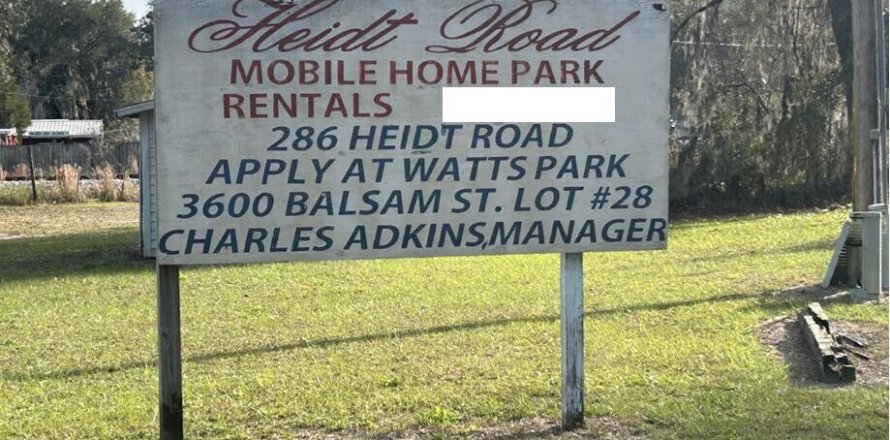 Heidt Road
MOBILE HOME PARK
RENTALS
286 HEIDT ROAD
APPLY AT WATTS PARK
3600 BALSAM ST. LOT #28
CHARLES ADKINS,MANAGER